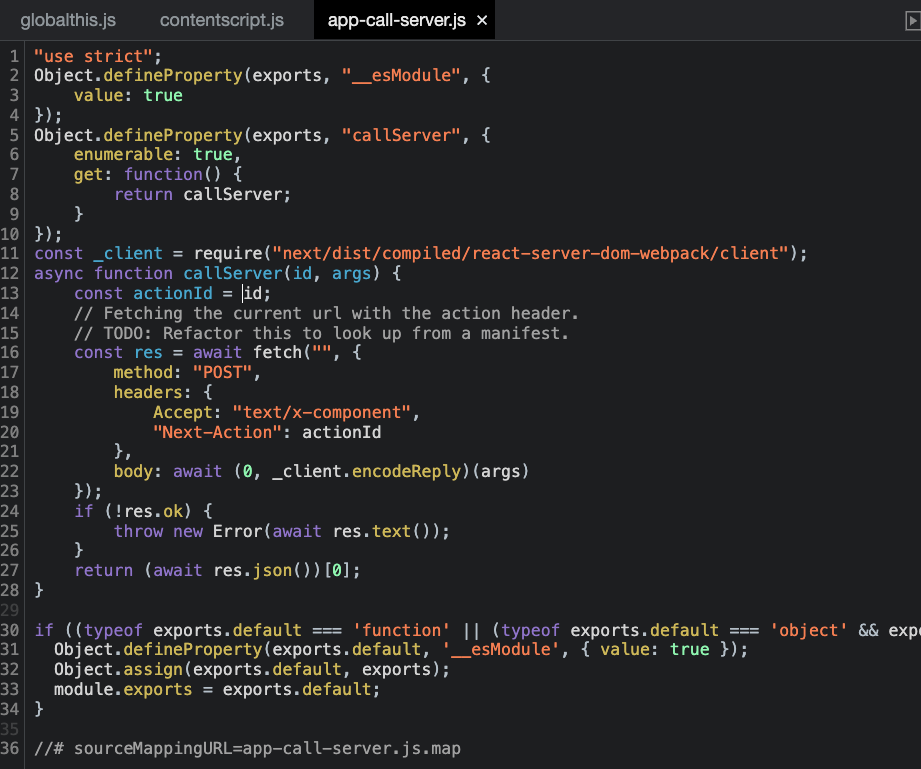 globalthis.js contentscript.js app-call-server.js ×
1 "use strict";
2 Object.defineProperty(exports, "__esModule", {
3     value: true
4 });
5 Object.defineProperty(exports, "callServer", {
6     enumerable: true,
7     get: function() {
8         return callServer;
9     }
10 });
11 const _client = require("next/dist/compiled/react-server-dom-webpack/client");
12 async function callServer(id, args) {
13     const actionId = id;
14     // Fetching the current url with the action header.
15     // TODO: Refactor this to look up from a manifest.
16     const res = await fetch("", {
17         method: "POST",
18         headers: {
19             Accept: "text/x-component",
20             "Next-Action": actionId
21         },
22         body: await (0, _client.encodeReply)(args)
23     });
24     if (!res.ok) {
25         throw new Error(await res.text());
26     }
27     return (await res.json())[0];
28 }
29
30 if ((typeof exports.default === 'function' || (typeof exports.default === 'object' && expo
31   Object.defineProperty(exports.default, '__esModule', { value: true });
32   Object.assign(exports.default, exports);
33   module.exports = exports.default;
34 }
35
36 //# sourceMappingURL=app-call-server.js.map